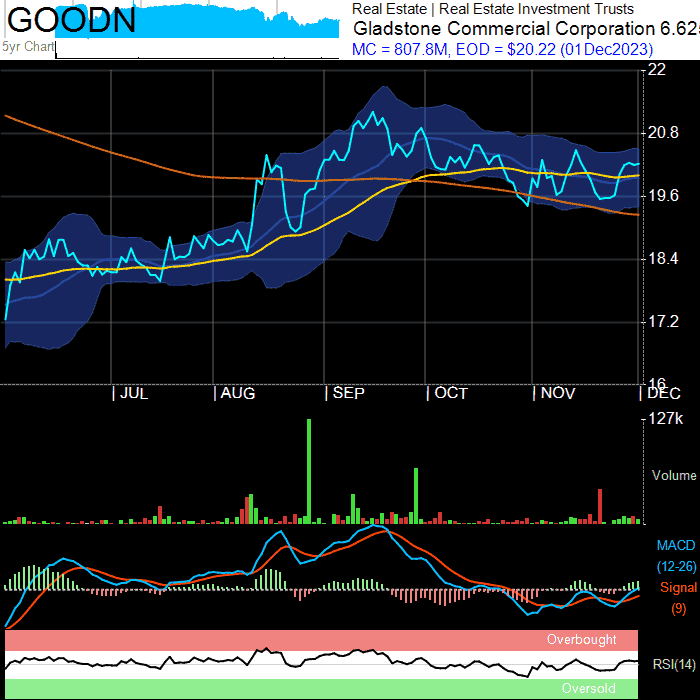 GOODN
Real Estate | Real Estate Investment Trusts
Gladstone Commercial Corporation 6.62
5yr Chart
MC = 807.8M, EOD = $20.22 (01Dec2023)
22
20.8
19.6
18.4
17.2
16
JUL
AUG
SEP
OCT
NOV
DEC
127k
Volume
MACD
(12-26)
Signal
(9)
Overbought
RSI(14)
Oversold